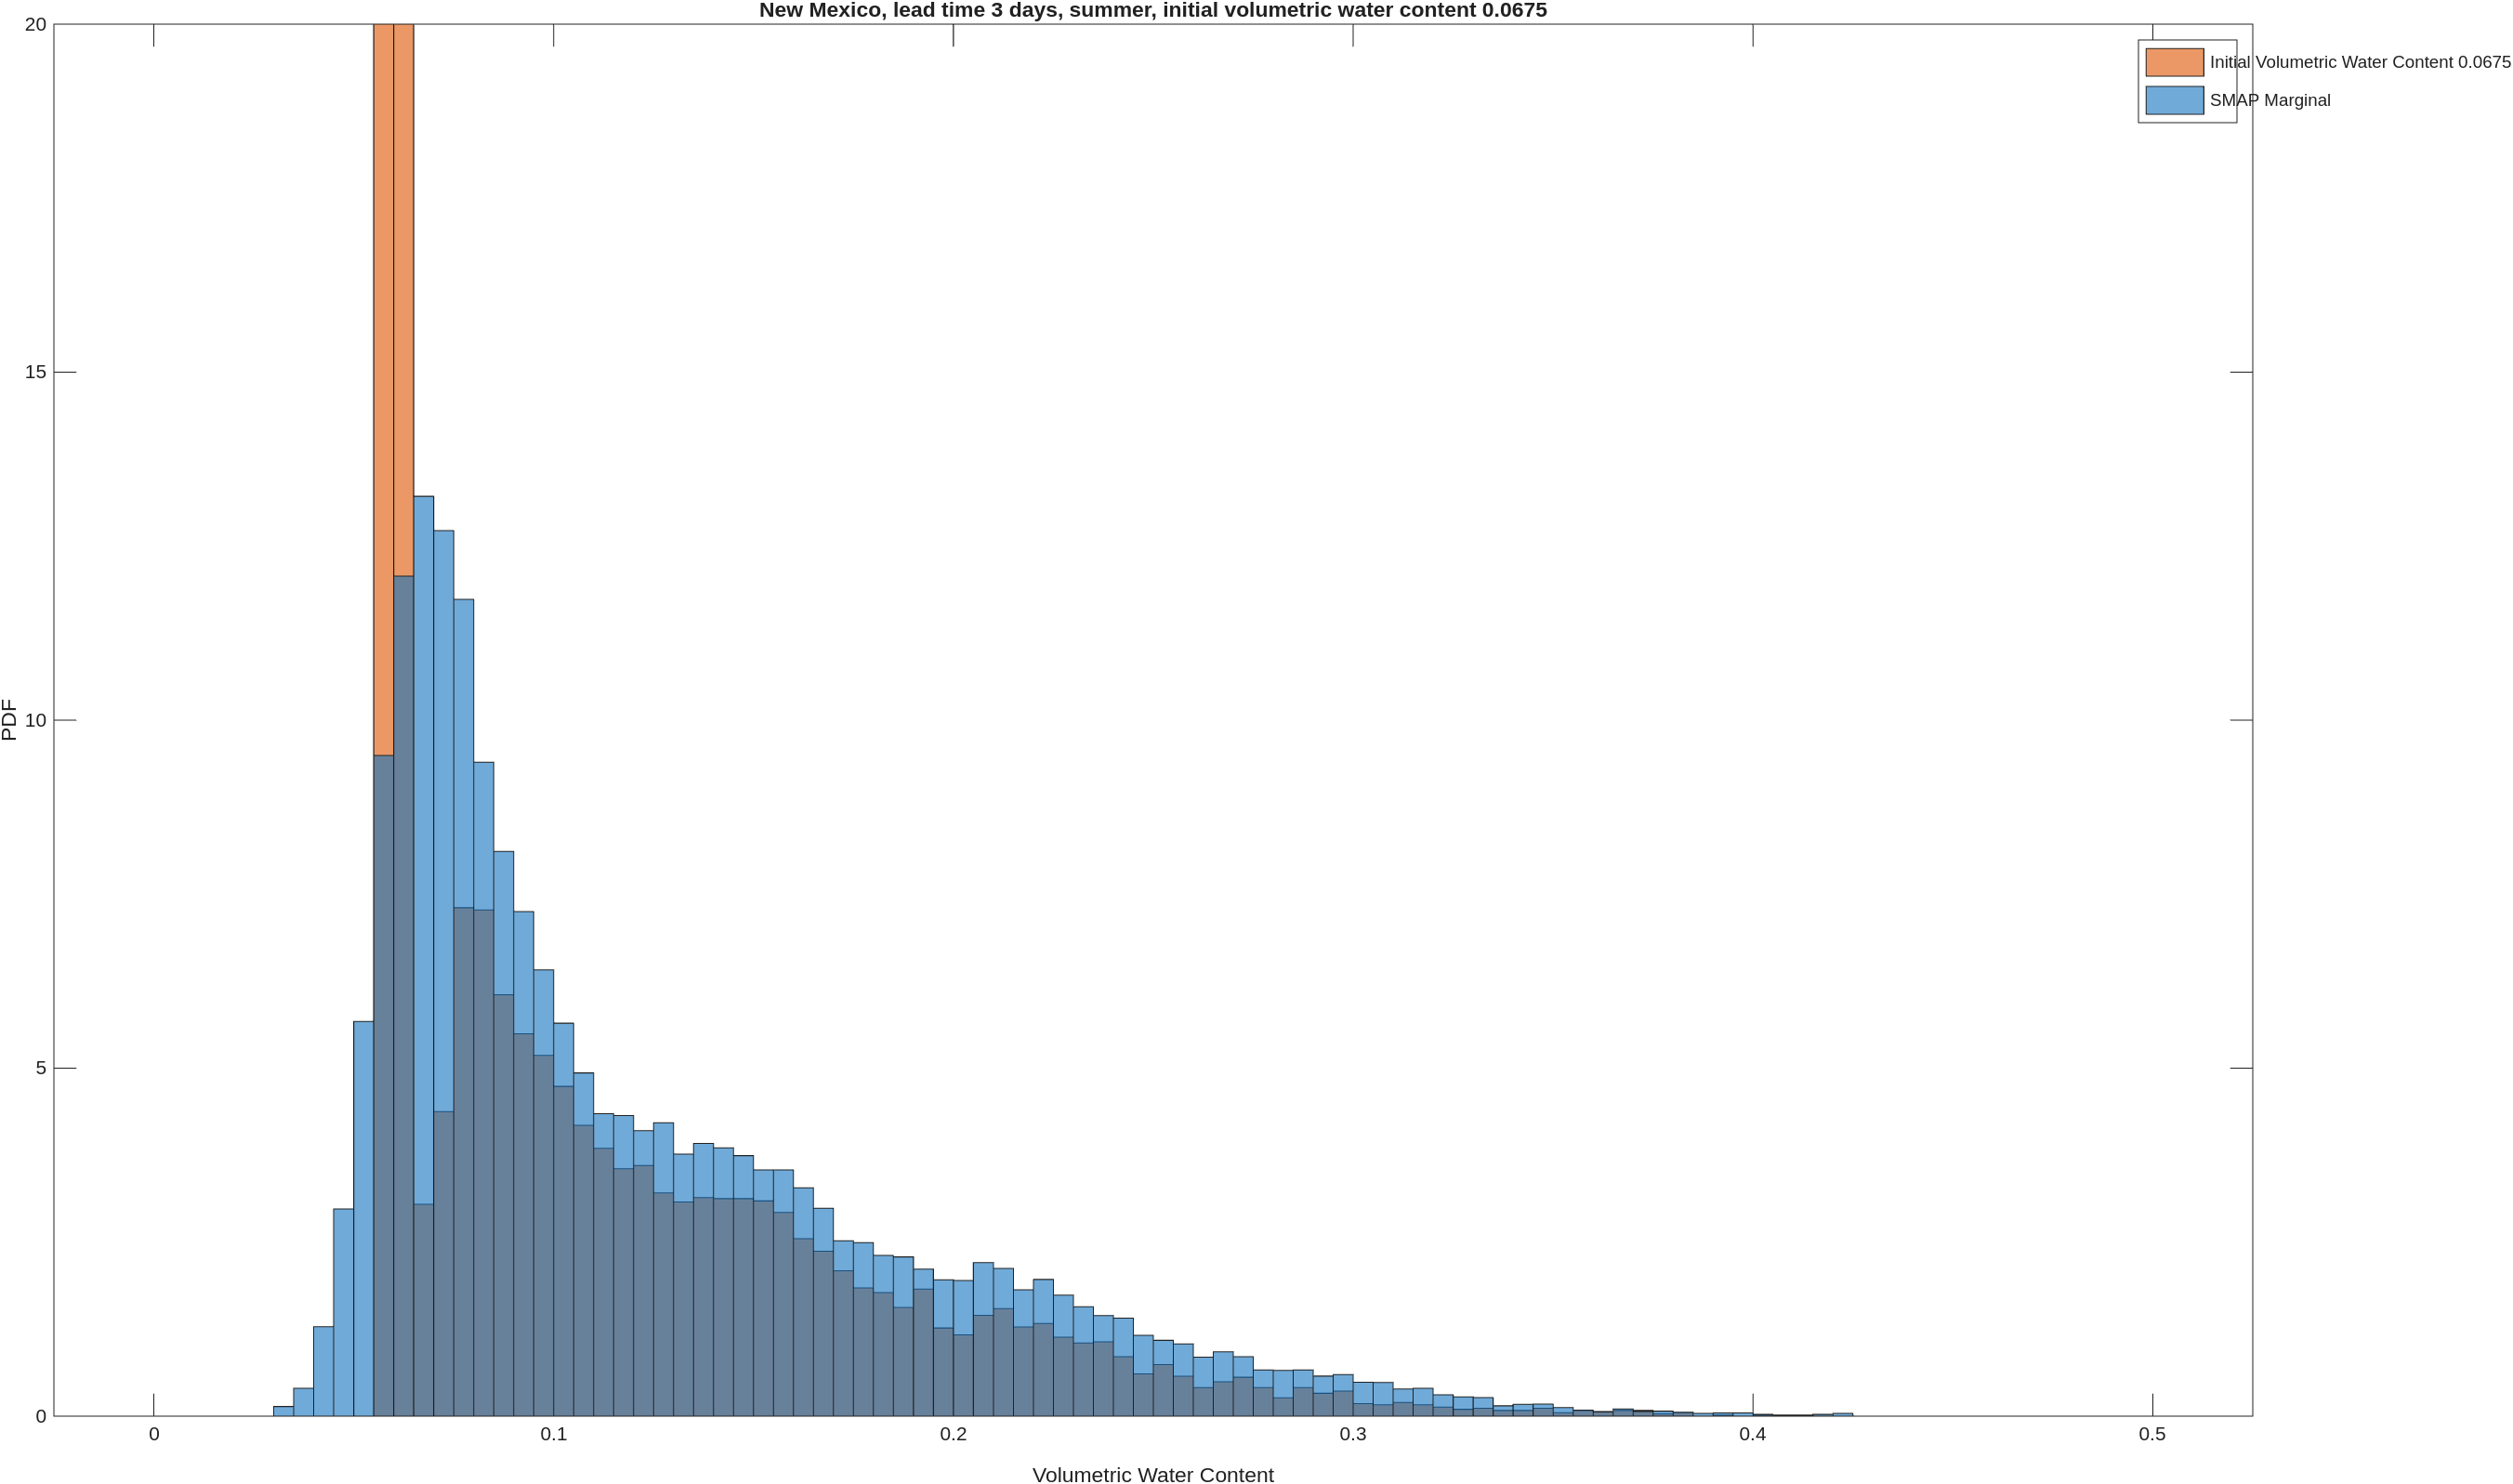 New Mexico, lead time 3 days, summer, initial volumetric water content 0.0675
Initial Volumetric Water Content 0.0675
SMAP Marginal
20
15
10
5
0
PDF
0 0.1 0.2 0.3 0.4 0.5
Volumetric Water Content